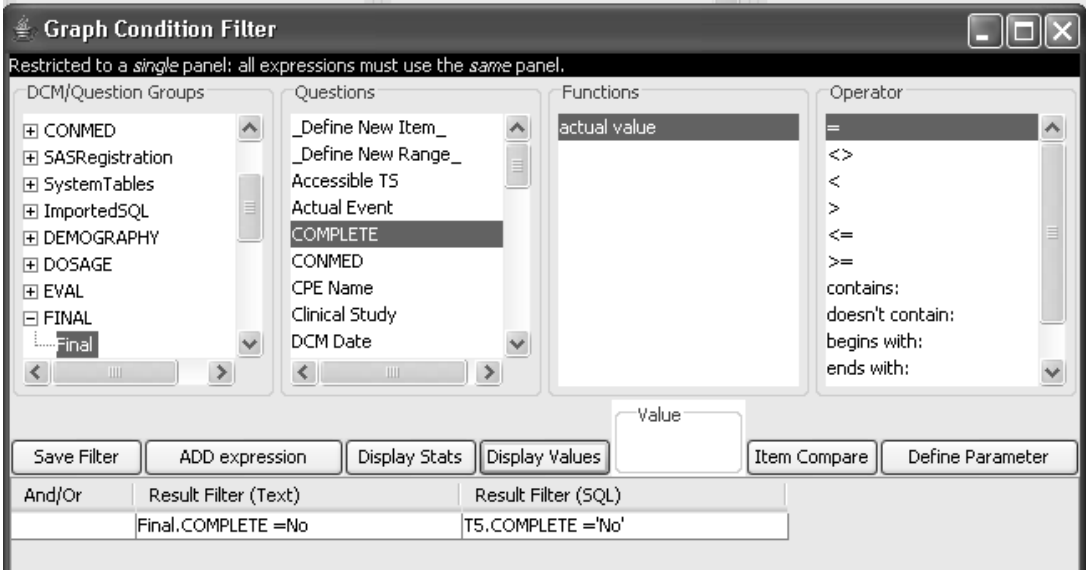 Graph Condition Filter
Restricted to a single panel: all expressions must use the same panel.
DCM/Question Groups
CONMED
SASRegistration
SystemTables
ImportedSQL
DEMOGRAPHY
DOSAGE
EVAL
FINAL
Final
Questions
_Define New Item_
_Define New Range_
Accessible TS
Actual Event
COMPLETE
CONMED
CPE Name
Clinical Study
DCM Date
Functions
actual value
Operator
=
<>
<
>
<=
>=
contains:
doesn't contain:
begins with:
ends with:
Value
Save Filter ADD expression Display Stats Display Values Item Compare Define Parameter
And/Or Result Filter (Text) Result Filter (SQL)
Final.COMPLETE =No T5.COMPLETE ='No'